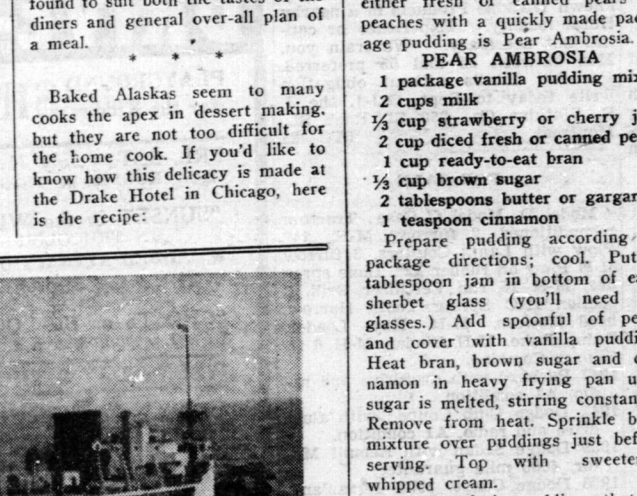 found to suit both the tastes of the
diners and general over-all plan of
a meal.
* * *
Baked Alaskas seem to many
cooks the apex in dessert making,
but they are not too difficult for
the home cook. If you'd like to
know how this delicacy is made at
the Drake Hotel in Chicago, here
is the recipe:
either fresh or canned pears
peaches with a quickly made pac
age pudding is Pear Ambrosia.
PEAR AMBROSIA
1 package vanilla pudding mix
2 cups milk
⅓ cup strawberry or cherry j
2 cup diced fresh or canned pe
1 cup ready-to-eat bran
⅓ cup brown sugar
2 tablespoons butter or gargar
1 teaspoon cinnamon
Prepare pudding according
package directions; cool. Put
tablespoon jam in bottom of ea
sherbet glass (you'll need
glasses.) Add spoonful of pe
and cover with vanilla puddi
Heat bran, brown sugar and c
namon in heavy frying pan u
sugar is melted, stirring constan
Remove from heat. Sprinkle b
mixture over puddings just bef
serving. Top with sweete
whipped cream.